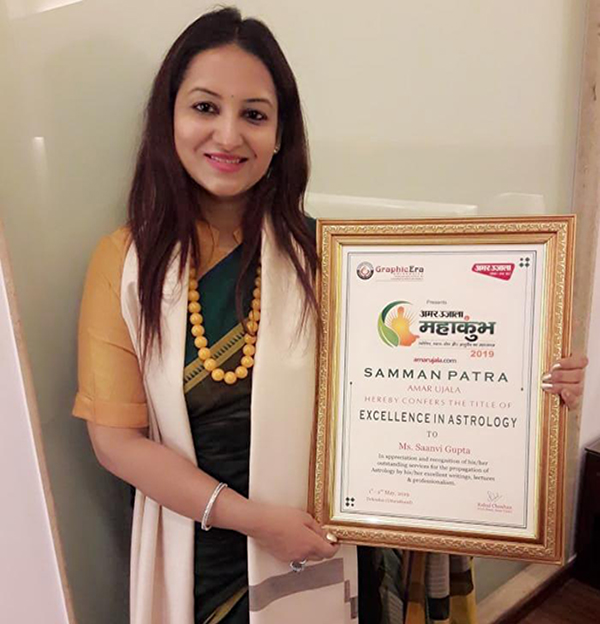 GraphicEra
अमर उजाला
Presents
अमर उजाला
महाकुंभ
2019
amarujala.com
SAMMAN PATRA
AMAR UJALA
HEREBY CONFERS THE TITLE OF
EXCELLENCE IN ASTROLOGY
TO
Ms. Saanvi Gupta
In appreciation and recognition of his/her
outstanding services for the propagation of
Astrology by his/her excellent writings, lectures
& professionalism.
May, 2019